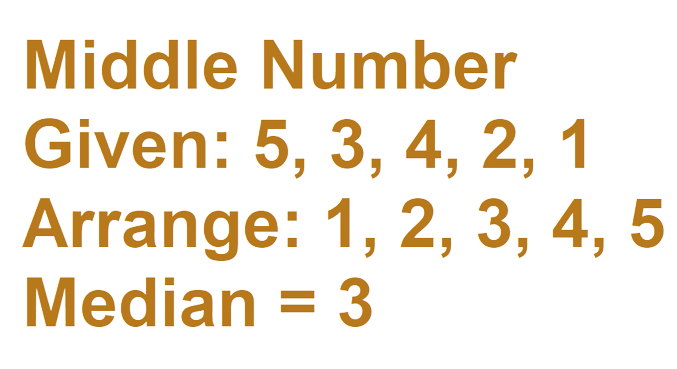 Middle Number
Given: 5, 3, 4, 2, 1
Arrange: 1, 2, 3, 4, 5
Median = 3